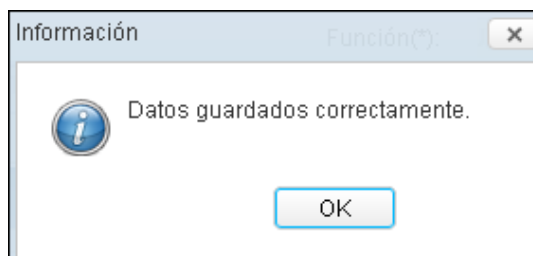 Información
Función(*):
Datos guardados correctamente.
OK